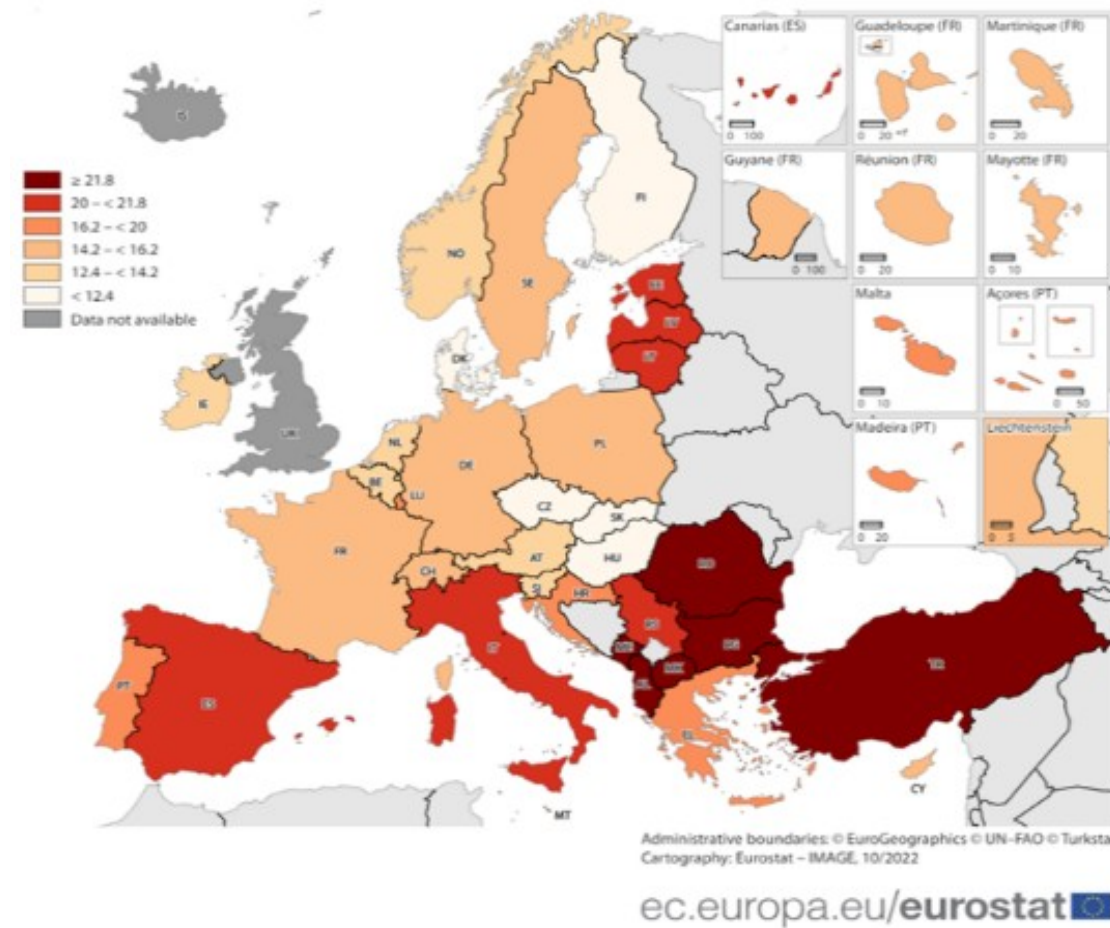 Canarias (ES)
0 100
Guadeloupe (FR)
0 20
Martinique (FR)
0 20
Guyane (FR)
0 100
Réunion (FR)
0 20
Mayotte (FR)
0 10
Malta
0 10
Açores (PT)
0 50
Madeira (PT)
0 20
Liechtenstein
0 5
≥ 21.8
20 – < 21.8
16.2 – < 20
14.2 – < 16.2
12.4 – < 14.2
< 12.4
Data not available
IS
NO
SE
FI
EE
LV
LT
DK
IE
UK
NL
BE
LU
DE
PL
CZ
SK
FR
CH
AT
HU
SI
HR
RO
RS
ME
BG
MK
AL
IT
PT
ES
EL
TR
CY
MT
Administrative boundaries: © EuroGeographics © UN–FAO © Turksta
Cartography: Eurostat – IMAGE, 10/2022
ec.europa.eu/eurostat